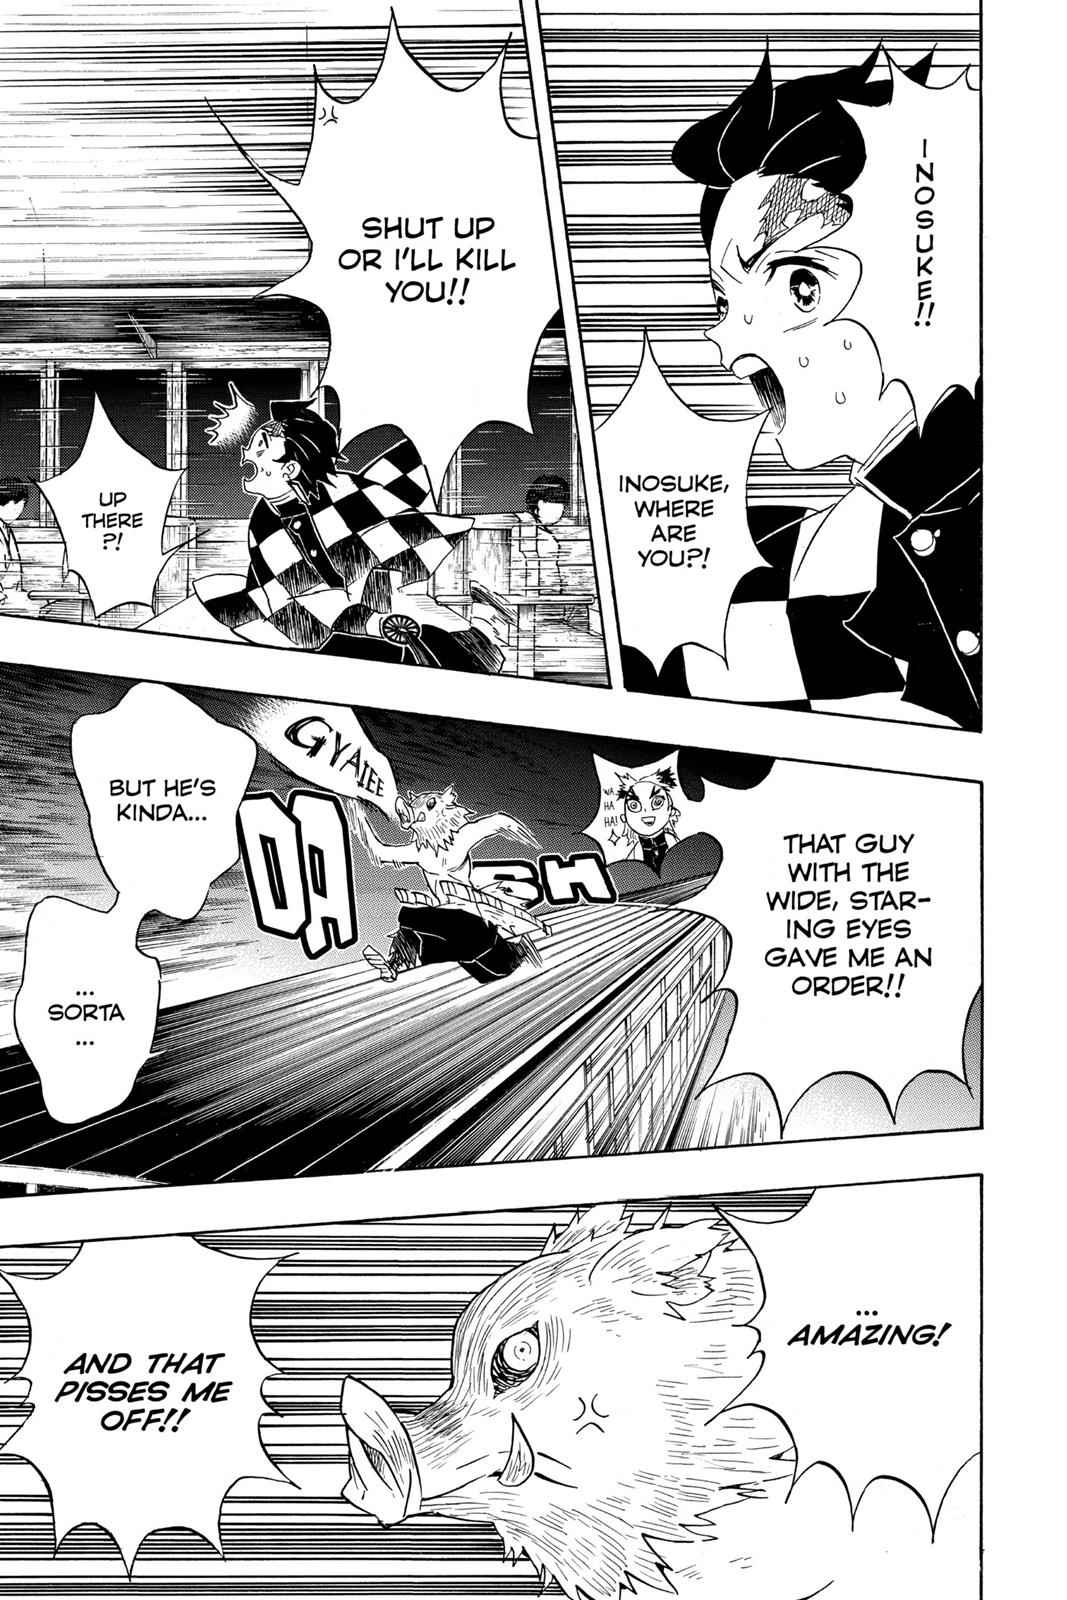 INOSUKE!!
INOSUKE,
WHERE
ARE
YOU?!
SHUT UP
OR I'LL KILL
YOU!!
UP
THERE
?!
THAT GUY
WITH THE
WIDE, STAR-
ING EYES
GAVE ME AN
ORDER!!
WA
HA
HA!
GYAIEE
DASH
BUT HE'S
KINDA...
...
SORTA
...
...
AMAZING!
AND THAT
PISSES ME
OFF!!